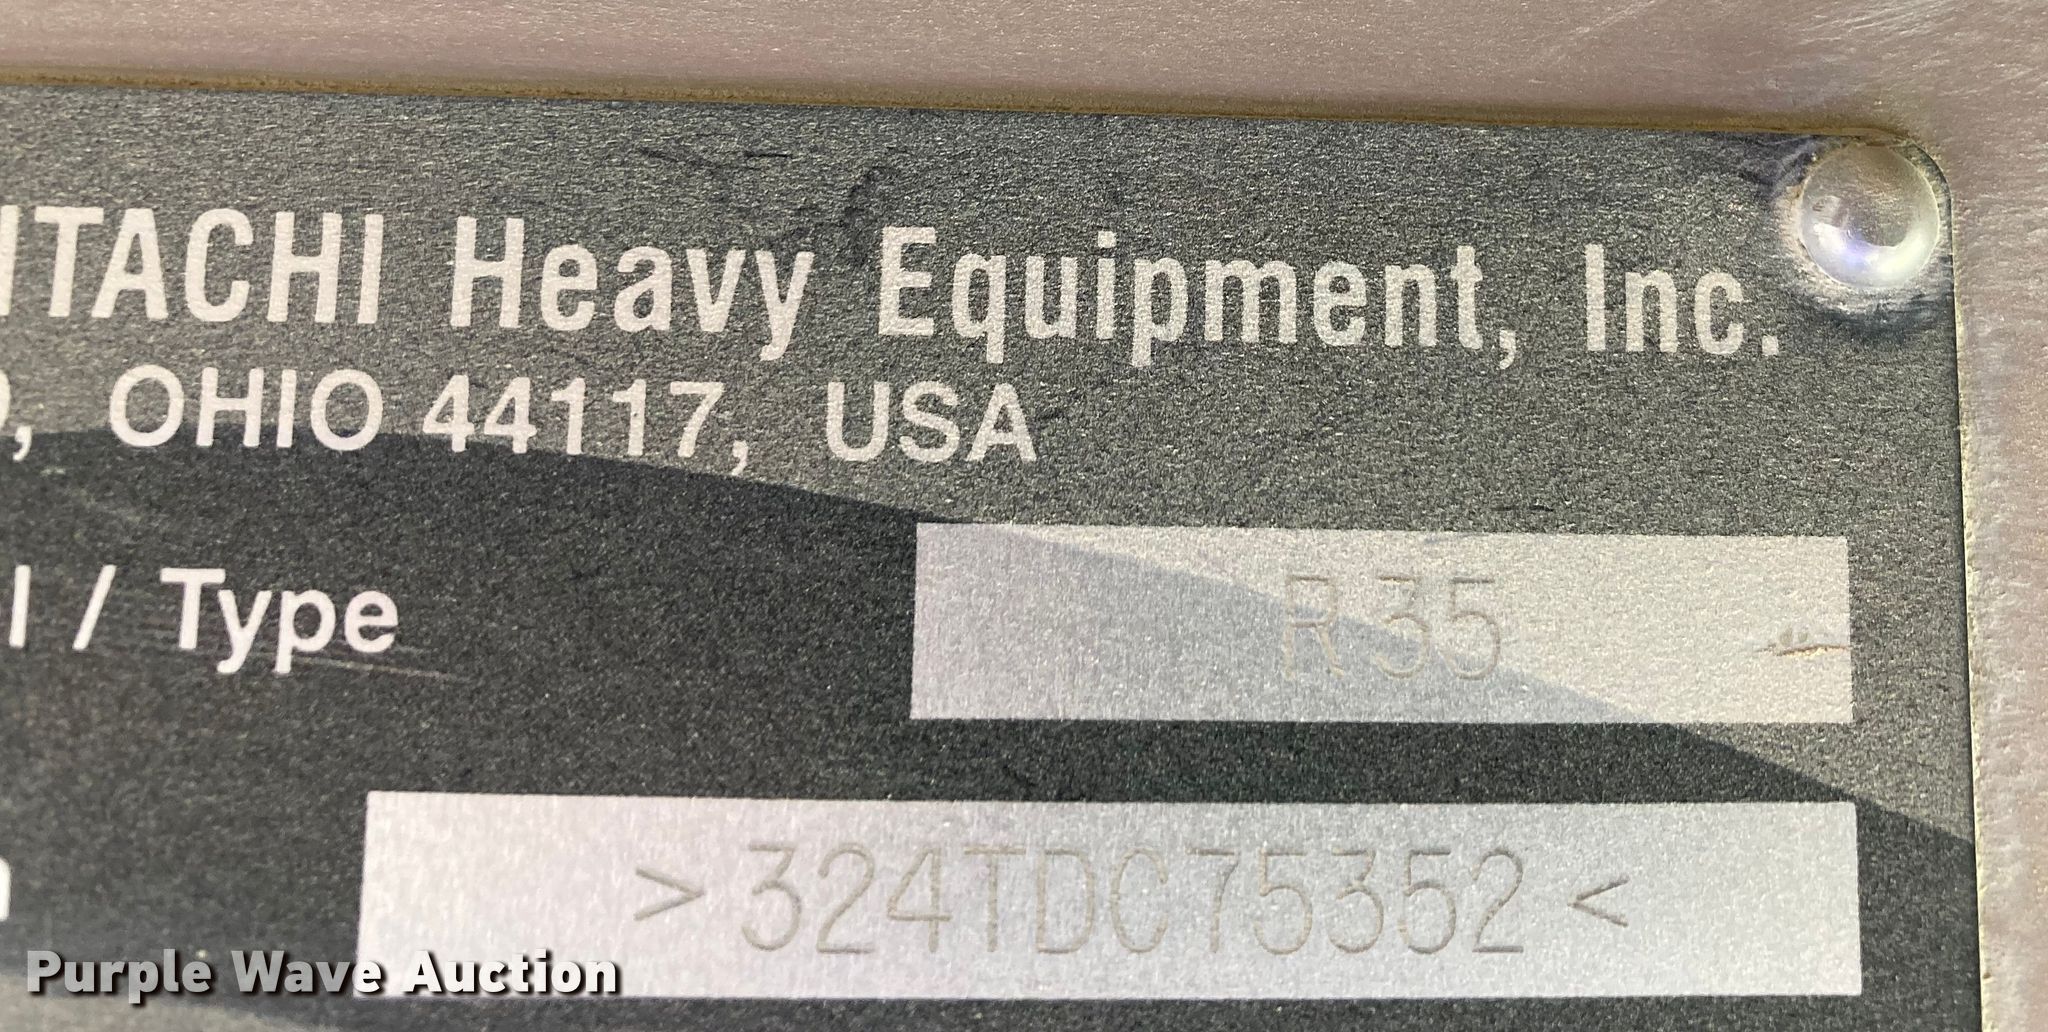 ITACHI Heavy Equipment, Inc.
, OHIO 44117, USA
l / Type
R35
>324TDC75352<
Purple Wave Auction